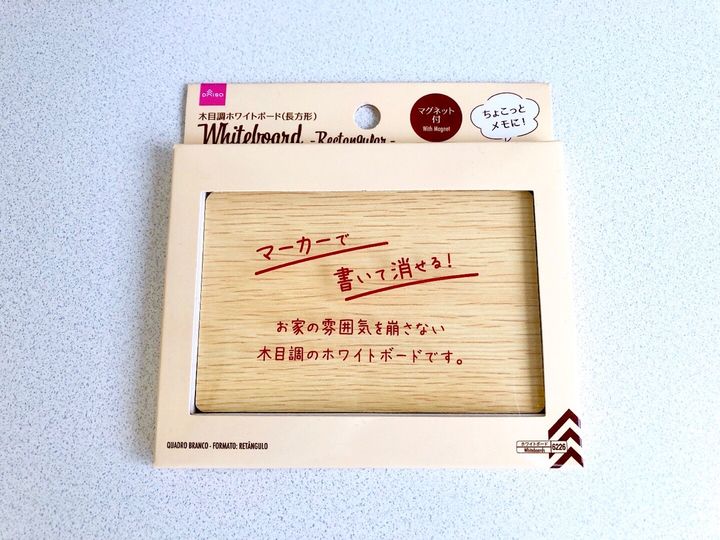 DAISO
木目調ホワイトボード(長方形)
Whiteboard -Rectangular-
マグネット
付
With Magnet
ちょこっと
メモに!
マーカーで
書いて消せる!
お家の雰囲気を崩さない
木目調のホワイトボードです。
QUADRO BRANCO - FORMATO: RETÂNGULO
ホワイトボード
Whiteboards
6226